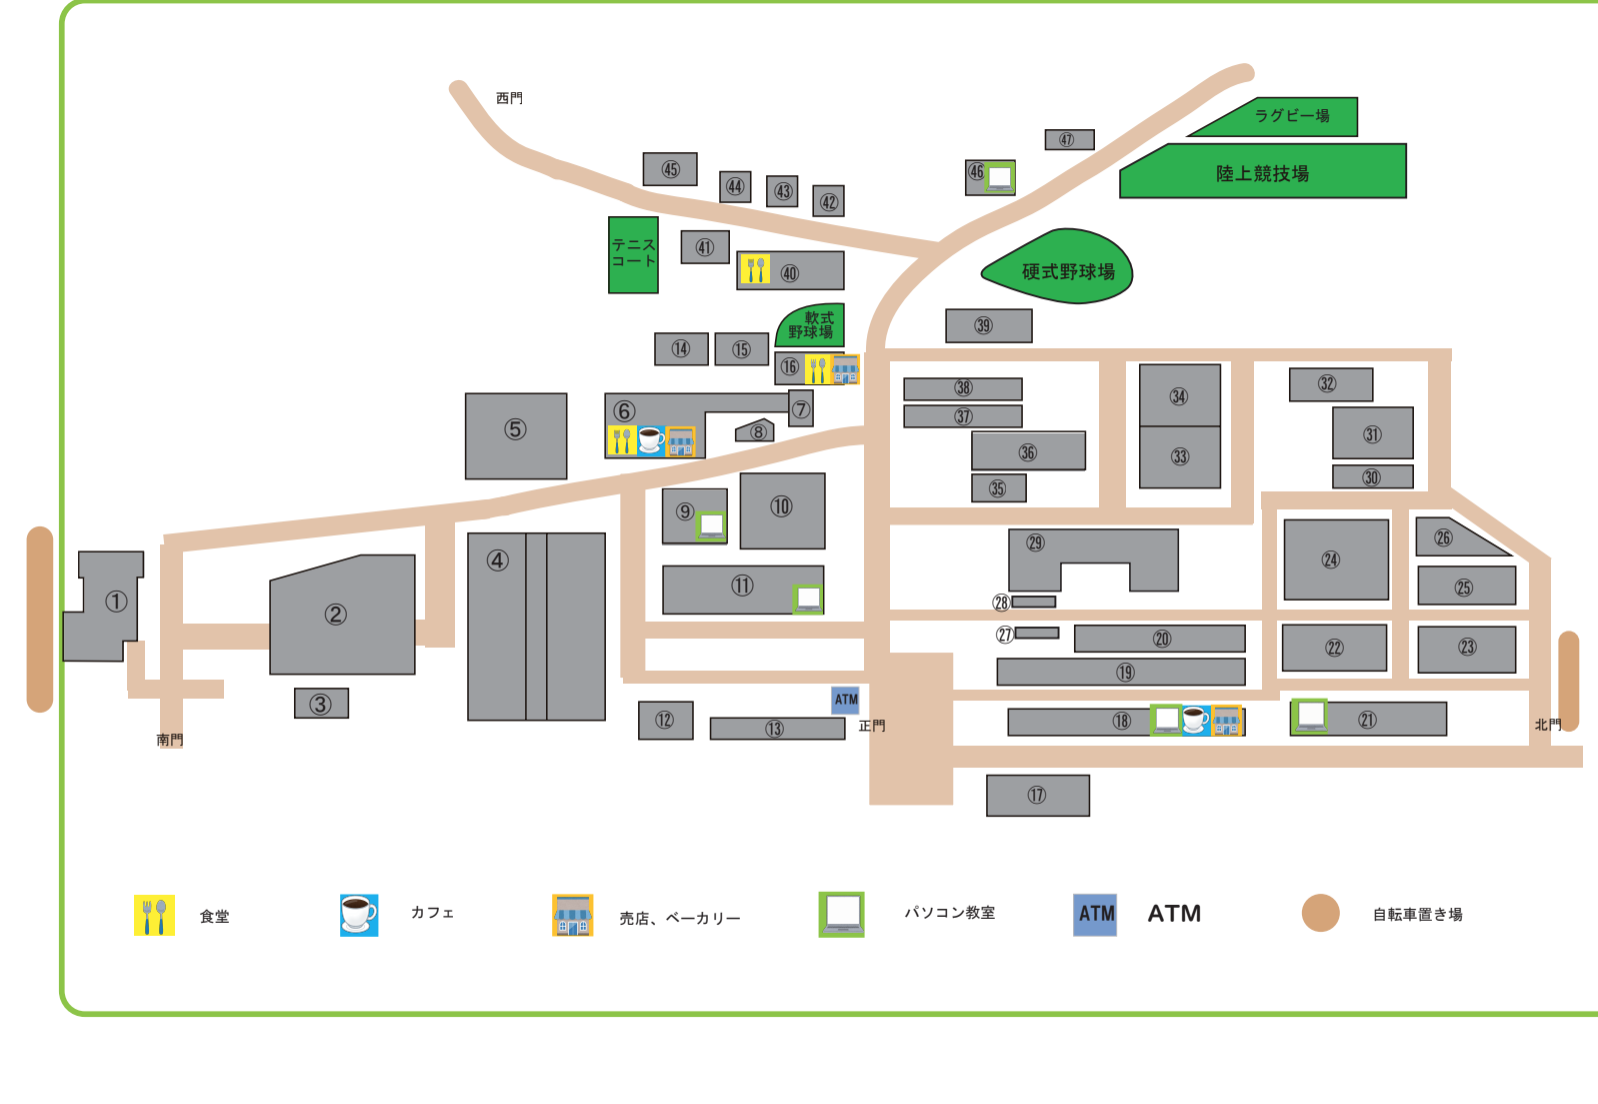 西門
ラグビー場
㊼
陸上競技場
㊺
㊹
㊸
㊷
㊻
テニス
コート
㊶
㊵
硬式野球場
軟式
野球場
㊴
⑭
⑮
⑯
㊳
㊲
㉞
㉜
⑤
⑥
⑦
⑧
㊱
㉝
㉛
㉚
㉟
⑨
⑩
④
㉙
㉔
㉖
①
②
⑪
㉘
㉕
㉗
⑳
㉒
㉓
⑲
③
ATM
⑫
⑬
正門
⑱
㉑
北門
南門
⑰
食堂
カフェ
売店、ベーカリー
パソコン教室
ATM
ATM
自転車置き場